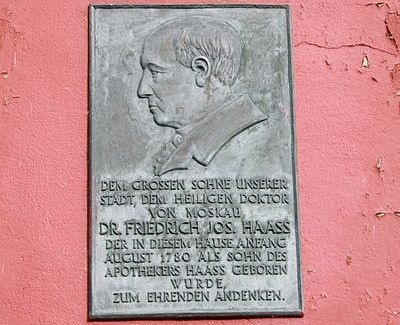 DEM GROSSEN SOHNE UNSERER
STADT, DEM HEILIGEN DOKTOR
VON MOSKAU
DR. FRIEDRICH JOS. HAASS
DER IN DIESEM HAUSE ANFANG
AUGUST 1780 ALS SOHN DES
APOTHEKERS HAASS GEBOREN
WURDE,
ZUM EHRENDEN ANDENKEN.